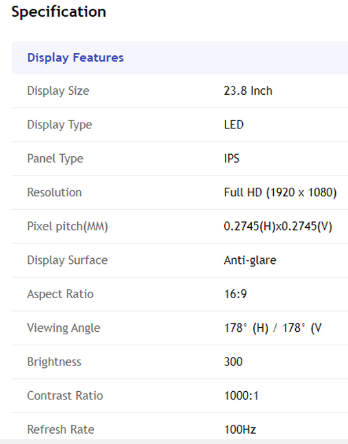 Specification
Display Features
Display Size 23.8 Inch
Display Type LED
Panel Type IPS
Resolution Full HD (1920 x 1080)
Pixel pitch(MM) 0.2745(H)x0.2745(V)
Display Surface Anti-glare
Aspect Ratio 16:9
Viewing Angle 178° (H) / 178° (V
Brightness 300
Contrast Ratio 1000:1
Refresh Rate 100Hz